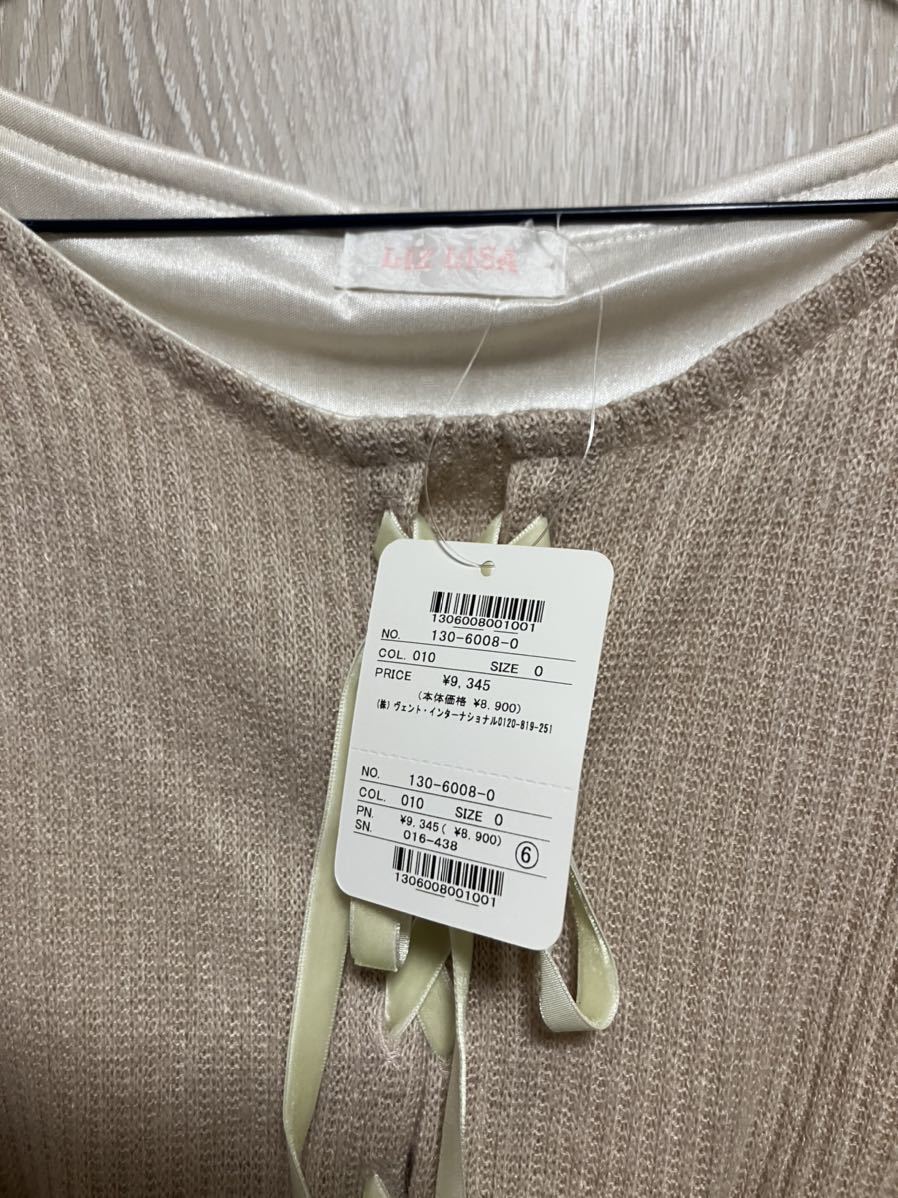 LIZ LISA
1306008001001
NO. 130-6008-0
COL. 010 SIZE 0
PRICE ¥9,345
(本体価格 ¥8,900)
(株)ヴェント・インターナショナル0120-819-251
NO. 130-6008-0
COL. 010 SIZE 0
PN. ¥9,345( ¥8,900)
SN. 016-438 ⑥
1306008001001